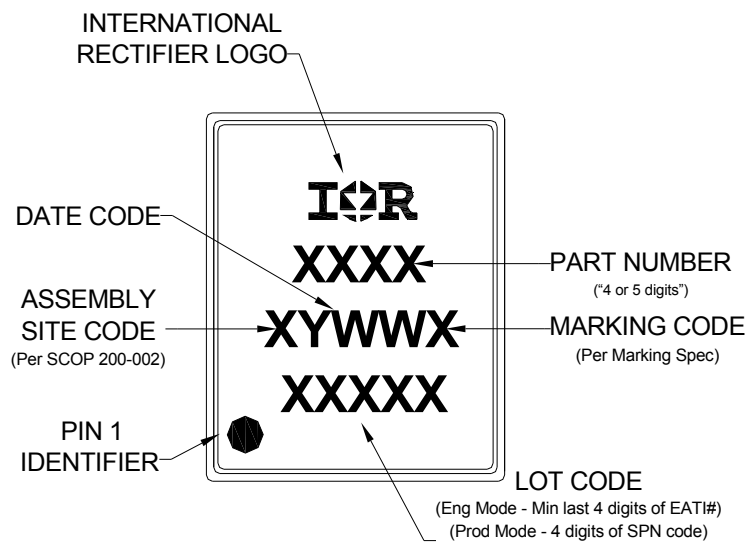 INTERNATIONAL
RECTIFIER LOGO
IOR
DATE CODE
XXXX
PART NUMBER
("4 or 5 digits")
ASSEMBLY
SITE CODE
(Per SCOP 200-002)
XYWWX
MARKING CODE
(Per Marking Spec)
XXXXX
PIN 1
IDENTIFIER
LOT CODE
(Eng Mode - Min last 4 digits of EATI#)
(Prod Mode - 4 digits of SPN code)